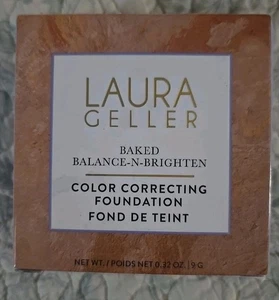 LAURA
GELLER
BAKED
BALANCE-N-BRIGHTEN
COLOR CORRECTING
FOUNDATION
FOND DE TEINT
NET WT. / POIDS NET 0.32 OZ. | 9 G